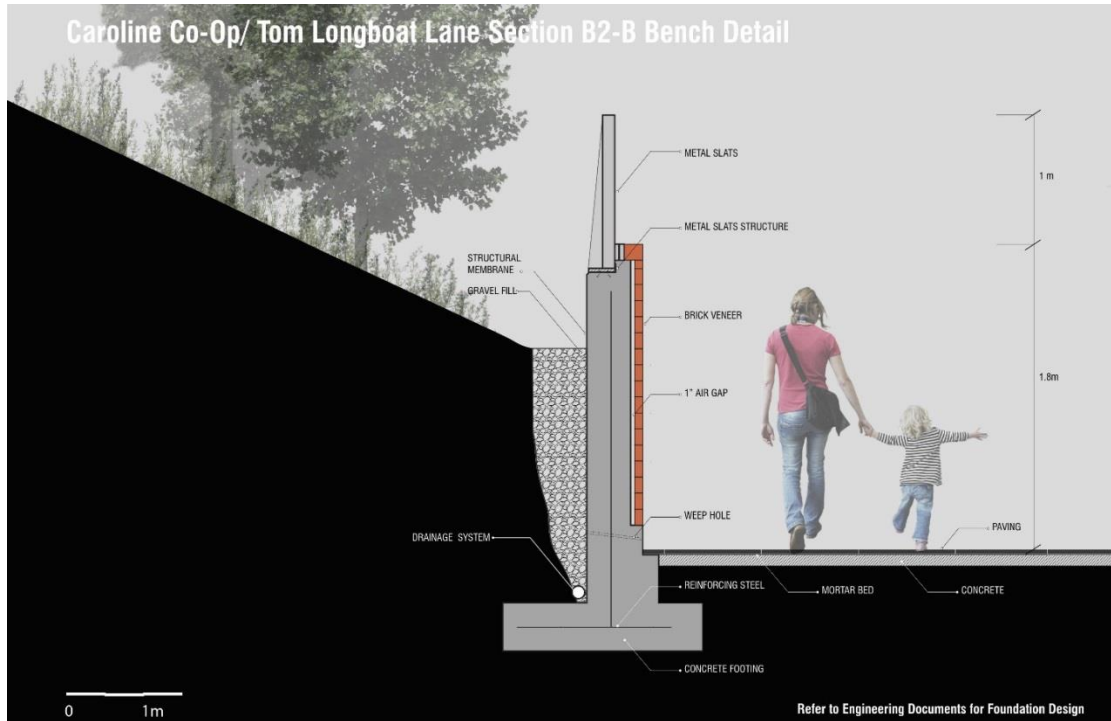 Caroline Co-Op/ Tom Longboat Lane Section B2-B Bench Detail
METAL SLATS
1 m
METAL SLATS STRUCTURE
STRUCTURAL
MEMBRANE
GRAVEL FILL
BRICK VENEER
1.8m
1" AIR GAP
WEEP HOLE
DRAINAGE SYSTEM
PAVING
REINFORCING STEEL
MORTAR BED
CONCRETE
CONCRETE FOOTING
0
1m
Refer to Engineering Documents for Foundation Design